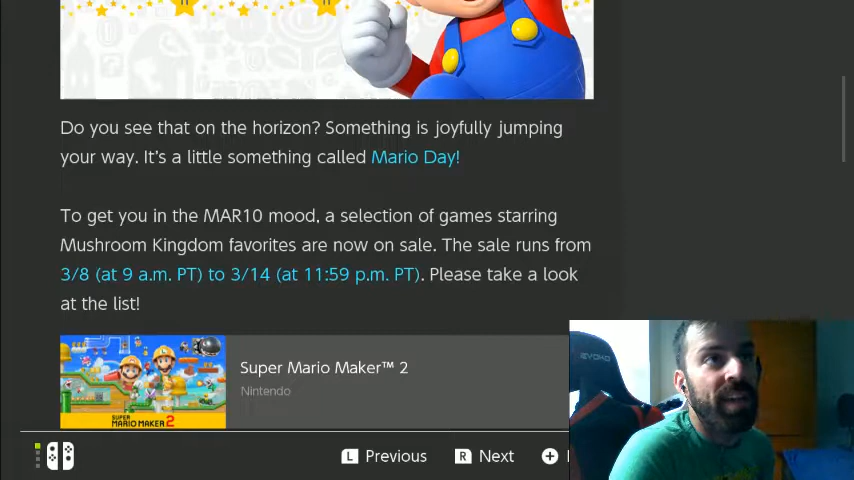 Do you see that on the horizon? Something is joyfully jumping
your way. It's a little something called Mario Day!
To get you in the MAR10 mood, a selection of games starring
Mushroom Kingdom favorites are now on sale. The sale runs from
3/8 (at 9 a.m. PT) to 3/14 (at 11:59 p.m. PT). Please take a look
at the list!
Super Mario Maker™ 2
Nintendo
SUPER
MARIO MAKER 2
L Previous R Next